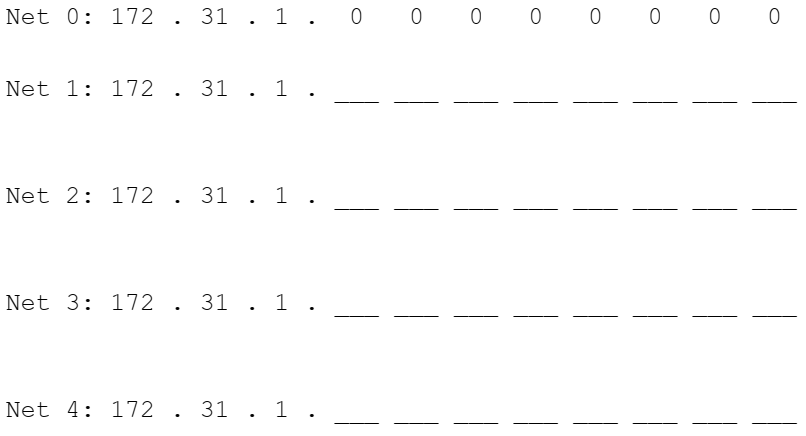 Net 0: 172 . 31 . 1 . 0 0 0 0 0 0 0 0
Net 1: 172 . 31 . 1 . ___ ___ ___ ___ ___ ___ ___ ___
Net 2: 172 . 31 . 1 . ___ ___ ___ ___ ___ ___ ___ ___
Net 3: 172 . 31 . 1 . ___ ___ ___ ___ ___ ___ ___ ___
Net 4: 172 . 31 . 1 . ___ ___ ___ ___ ___ ___ ___ ___